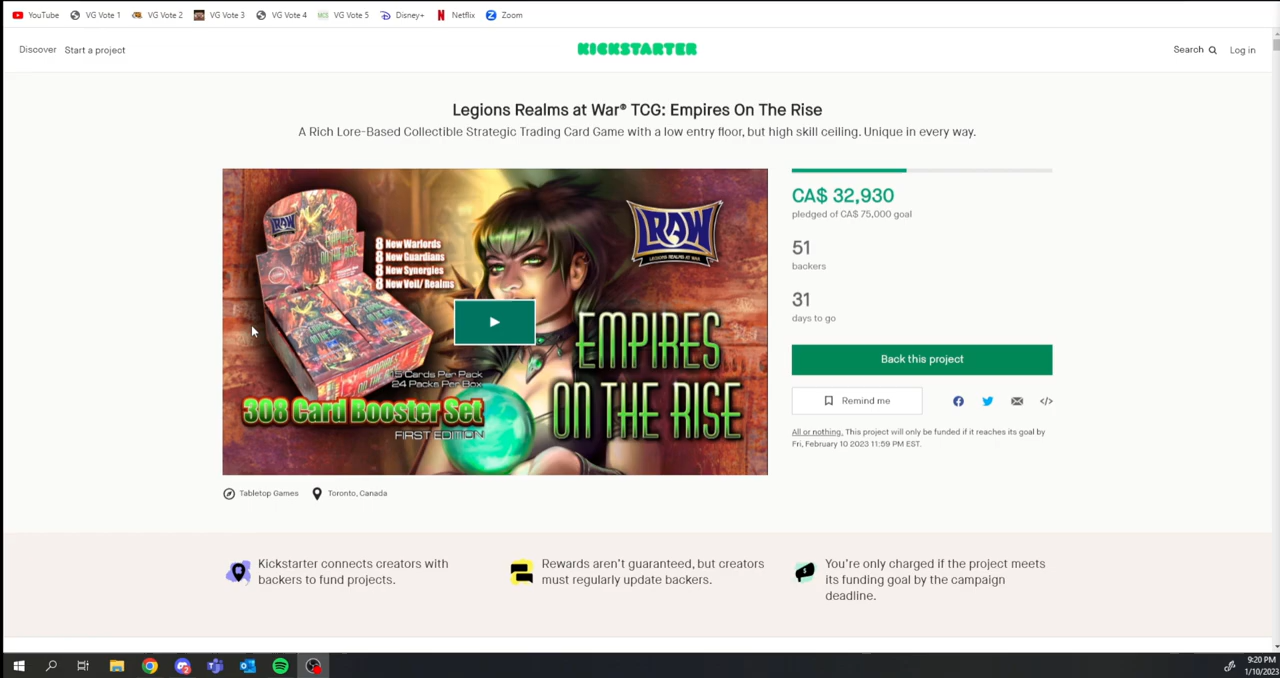 YouTube VG Vote 1 VG Vote 2 VG Vote 3 VG Vote 4 VG Vote 5 Disney+ Netflix Zoom
Discover Start a project KICKSTARTER Search Log in
Legions Realms at War® TCG: Empires On The Rise
A Rich Lore-Based Collectible Strategic Trading Card Game with a low entry floor, but high skill ceiling. Unique in every way.
RAW
EMPIRES
ON THE RISE
8 New Warlords
8 New Guardians
8 New Synergies
8 New Veil/Realms
RAW
LEGIONS REALMS AT WAR
EMPIRES
ON THE RISE
15 Cards Per Pack
24 Packs Per Box
308 Card Booster Set
FIRST EDITION
CA$ 32,930
pledged of CA$ 75,000 goal
51
backers
31
days to go
Back this project
Remind me
All or nothing. This project will only be funded if it reaches its goal by
Fri, February 10 2023 11:59 PM EST.
Tabletop Games Toronto, Canada
Kickstarter connects creators with
backers to fund projects.
Rewards aren't guaranteed, but creators
must regularly update backers.
You're only charged if the project meets
its funding goal by the campaign
deadline.
9:20 PM
1/10/2023